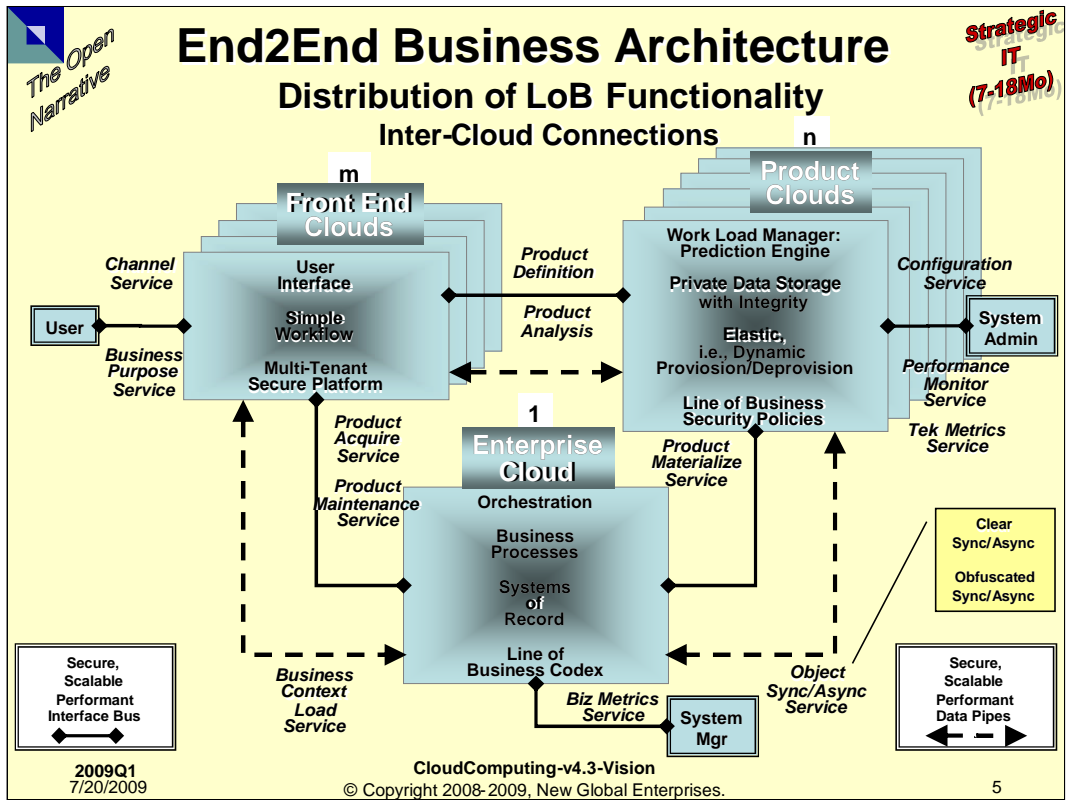 The Open
Narrative
End2End Business Architecture
Distribution of LoB Functionality
Inter-Cloud Connections
Strategic
IT
(7-18Mo)
m
Front End
Clouds
User
Interface
Simple
Workflow
Multi-Tenant
Secure Platform
n
Product
Clouds
Work Load Manager:
Prediction Engine
Private Data Storage
with Integrity
Elastic,
i.e., Dynamic
Proviosion/Deprovision
Line of Business
Security Policies
Channel
Service
User
Business
Purpose
Service
Product
Definition
Product
Analysis
Configuration
Service
System
Admin
Performance
Monitor
Service
Tek Metrics
Service
Product
Acquire
Service
Product
Maintenance
Service
1
Enterprise
Cloud
Orchestration
Business
Processes
Systems
of
Record
Line of
Business Codex
Product
Materialize
Service
Clear
Sync/Async
Obfuscated
Sync/Async
Secure,
Scalable
Performant
Interface Bus
Business
Context
Load
Service
Biz Metrics
Service
System
Mgr
Object
Sync/Async
Service
Secure,
Scalable
Performant
Data Pipes
2009Q1
7/20/2009
CloudComputing-v4.3-Vision
© Copyright 2008-2009, New Global Enterprises.
5